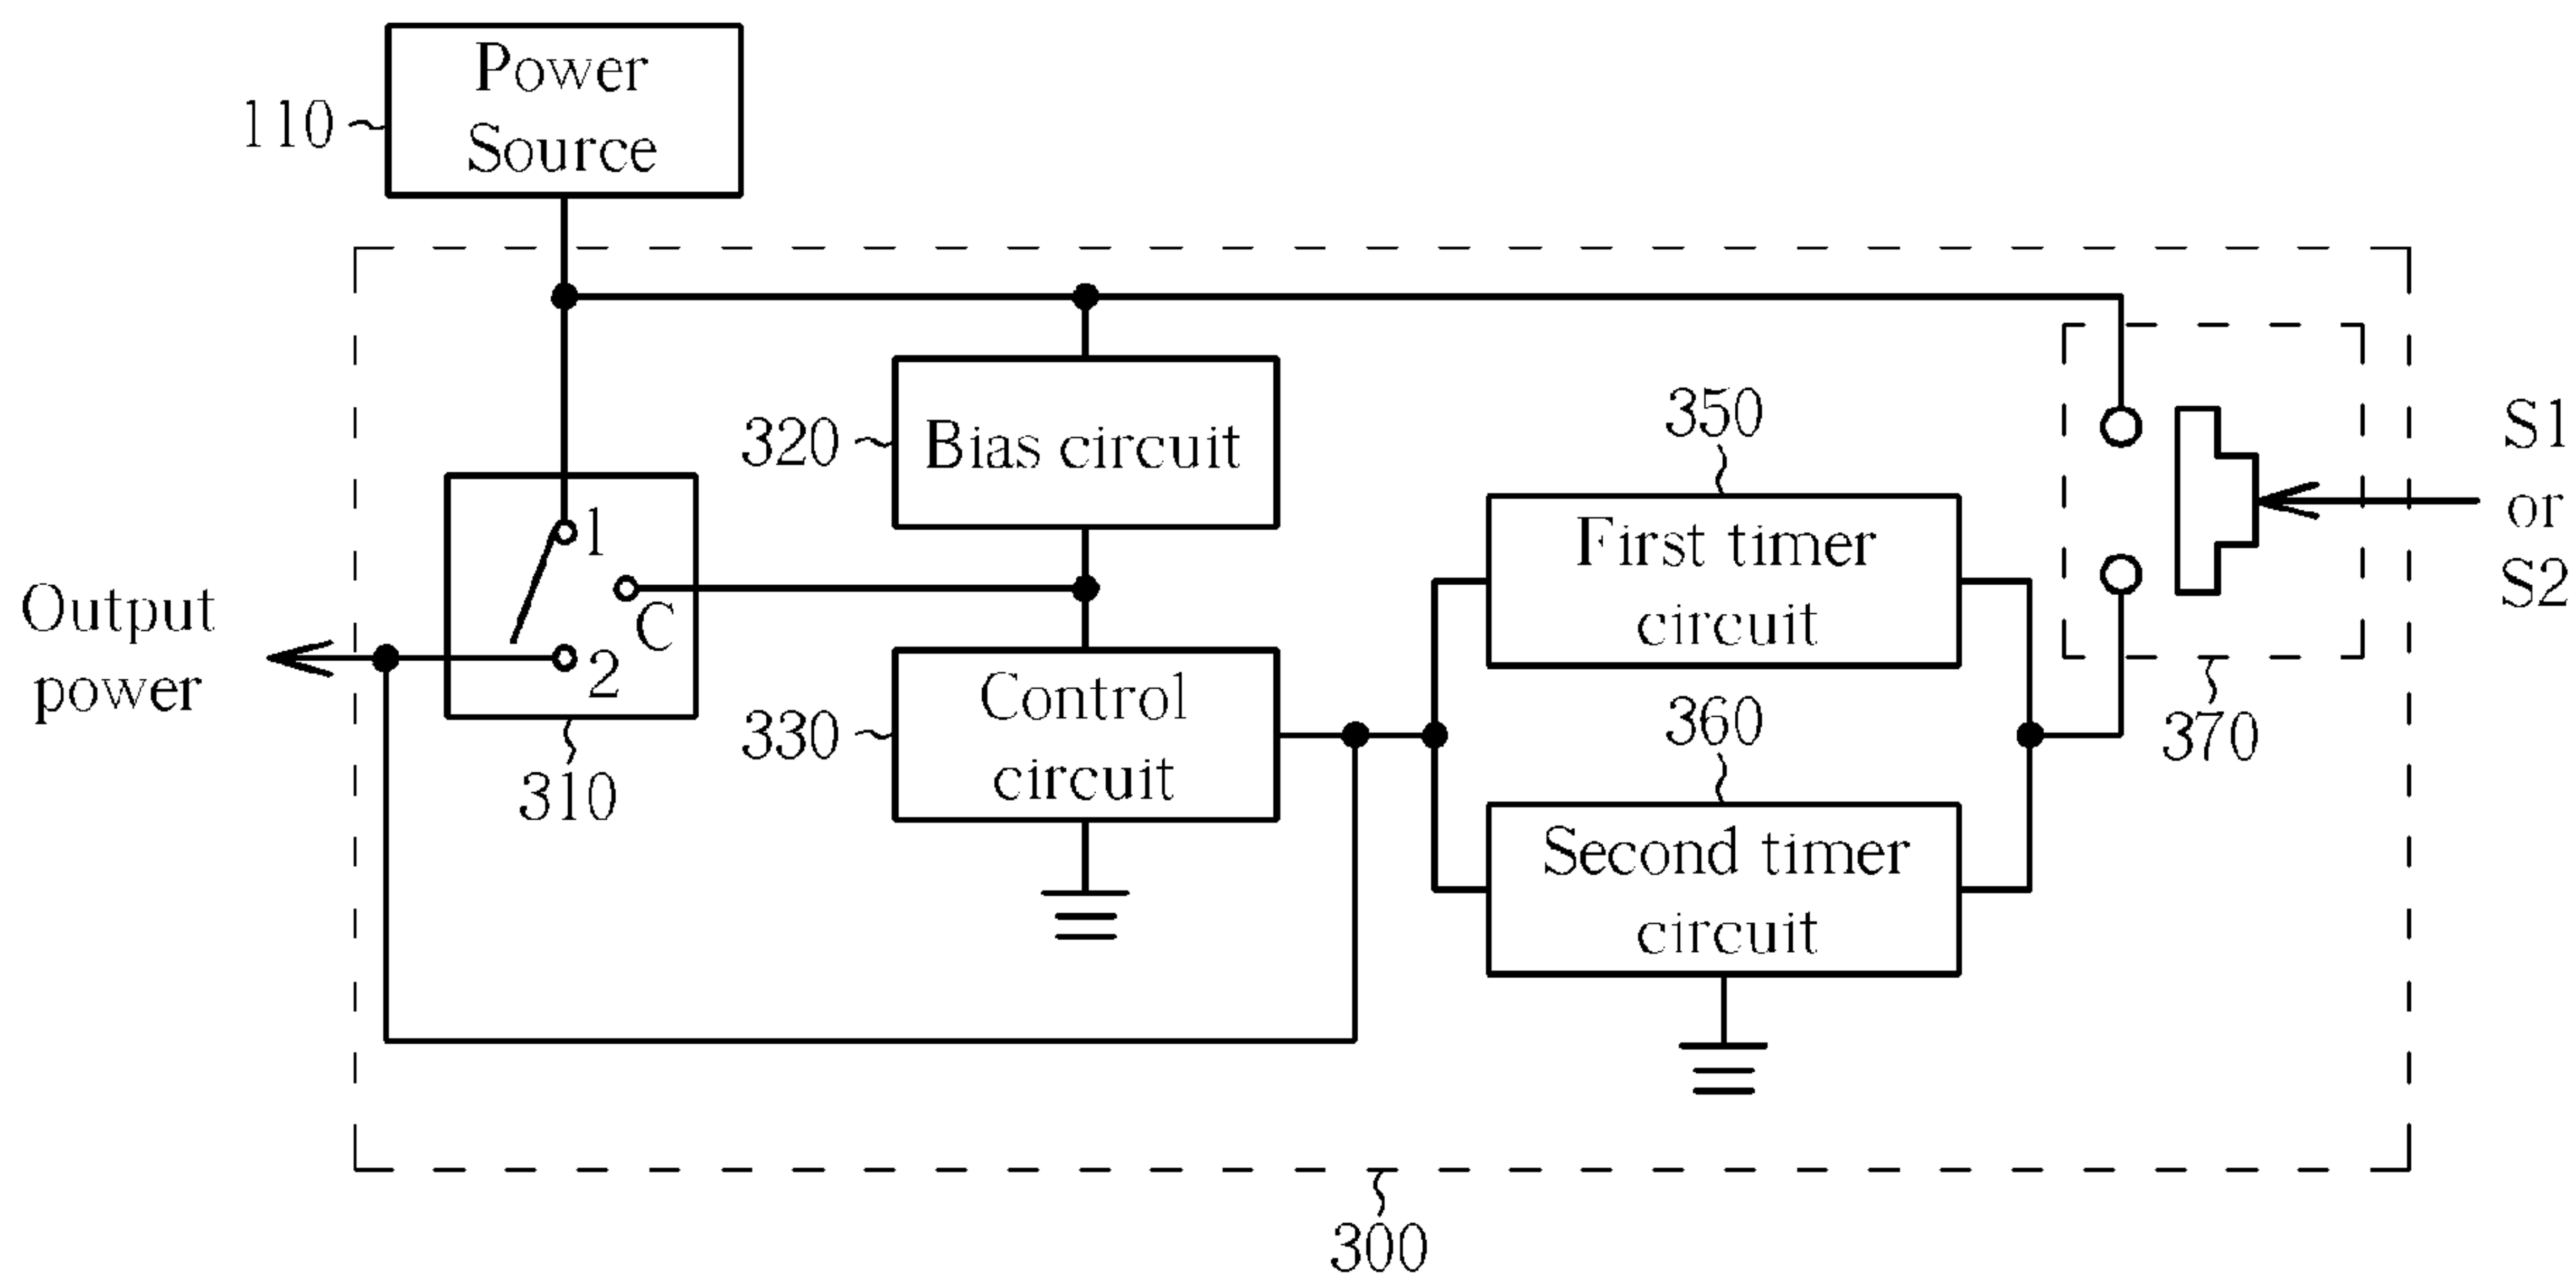 Power
Source
110
320
Bias circuit
350
First timer
circuit
S1
or
S2
1
C
2
310
Output
power
330
Control
circuit
360
Second timer
circuit
370
300